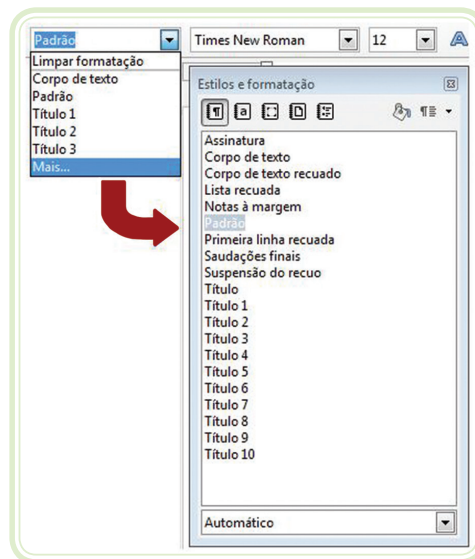 Padrão
Times New Roman
12
A
Limpar formatação
Corpo de texto
Padrão
Título 1
Título 2
Título 3
Mais...
Estilos e formatação
Assinatura
Corpo de texto
Corpo de texto recuado
Lista recuada
Notas à margem
Padrão
Primeira linha recuada
Saudações finais
Suspensão do recuo
Título
Título 1
Título 2
Título 3
Título 4
Título 5
Título 6
Título 7
Título 8
Título 9
Título 10
Automático